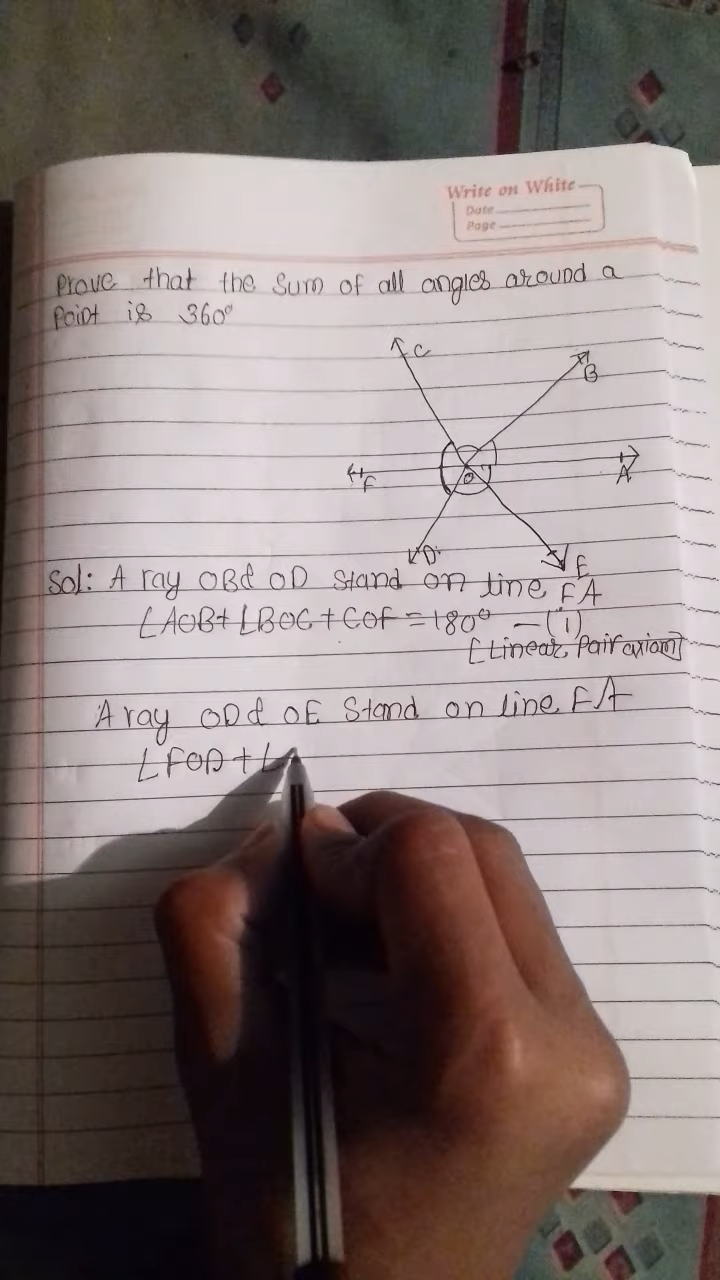 Write on White
Date
Page
Prove that the Sum of all angles around a
Point is 360°
C
B
F
O
A
D
E
Sol: A ray OB & OD Stand on line FA
∠AOB + ∠BOC + COF = 180° - (1)
[Linear Pair axiom]
A ray OD & OE Stand on line FA
∠FOD + ∠